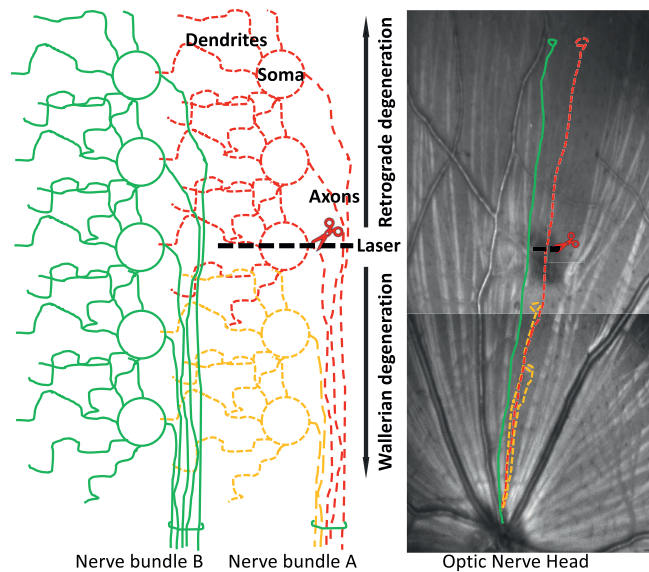 Dendrites
Soma
Axons
Laser
Retrograde degeneration
Wallerian degeneration
Nerve bundle B
Nerve bundle A
Optic Nerve Head